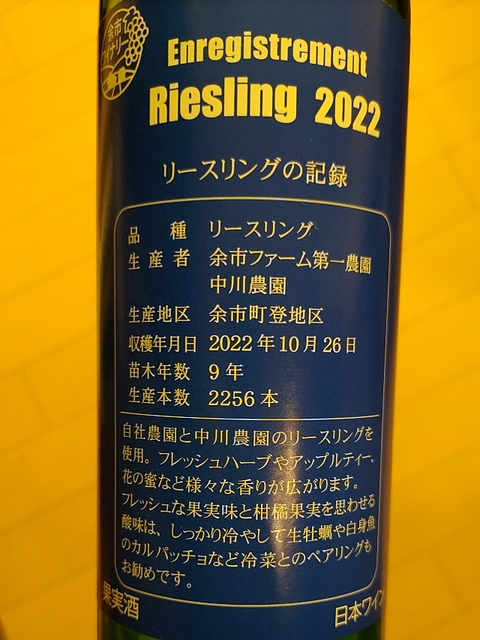 余市で
ワイナリー
Enregistrement
Riesling 2022
リースリングの記録
品種 リースリング
生産者 余市ファーム第一農園
中川農園
生産地区 余市町登地区
収穫年月日 2022年10月26日
苗木年数 9年
生産本数 2256本
自社農園と中川農園のリースリングを
使用。フレッシュハーブやアップルティー、
花の蜜など様々な香りが広がります。
フレッシュな果実味と柑橘果実を思わせる
酸味は、しっかり冷やして生牡蠣や白身魚
のカルパッチョなど冷菜とのペアリングも
お勧めです。
果実酒
日本ワイン